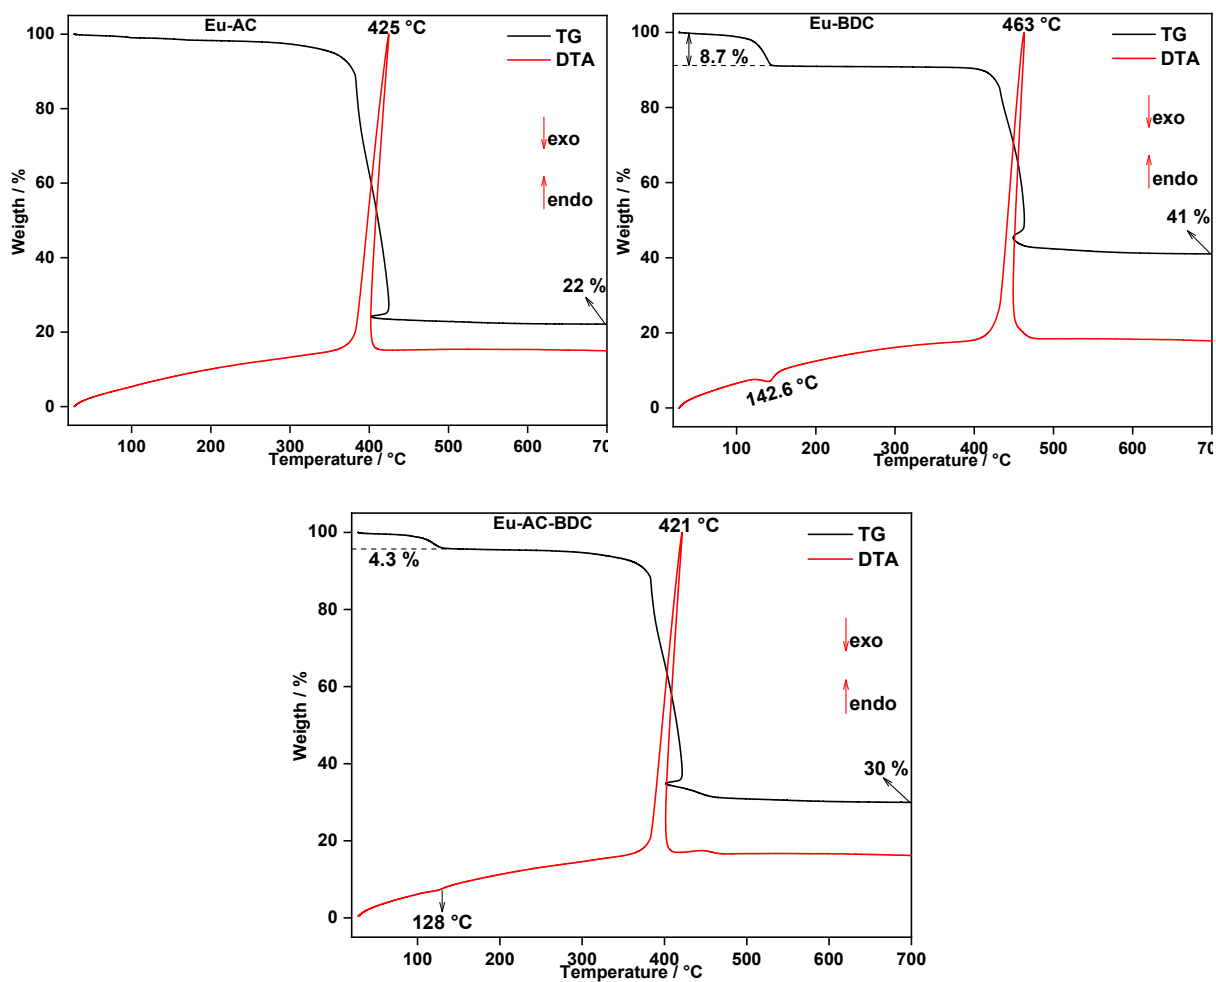 Eu-AC
425 °C
TG
DTA
exo
endo
22 %
100
80
60
40
20
0
Weigth / %
100
200
300
400
500
600
70
Temperature / °C
Eu-BDC
463 °C
TG
DTA
8.7 %
exo
endo
41 %
142.6 °C
100
80
60
40
20
0
Weigth / %
100
200
300
400
500
600
70
Temperature / °C
Eu-AC-BDC
421 °C
TG
DTA
4.3 %
exo
endo
30 %
128 °C
100
80
60
40
20
0
Weigth / %
100
200
300
400
500
600
700
Temperature / °C